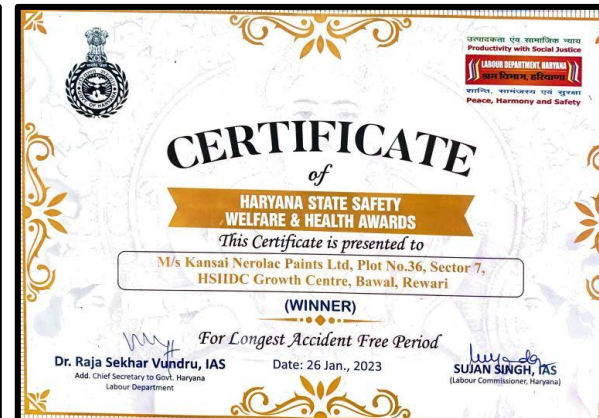 उत्पादकता एंव सामाजिक न्याय
Productivity with Social Justice
LABOUR DEPARTMENT, HARYANA
श्रम विभाग, हरियाणा
शान्ति, सामंजस्य एवं सुरक्षा
Peace, Harmony and Safety
CERTIFICATE
of
HARYANA STATE SAFETY
WELFARE & HEALTH AWARDS
This Certificate is presented to
M/s Kansai Nerolac Paints Ltd, Plot No.36, Sector 7,
HSIIDC Growth Centre, Bawal, Rewari
(WINNER)
For Longest Accident Free Period
Dr. Raja Sekhar Vundru, IAS
Add. Chief Secretary to Govt. Haryana
Labour Department
Date: 26 Jan., 2023
SUJAN SINGH, IAS
(Labour Commissioner, Haryana)